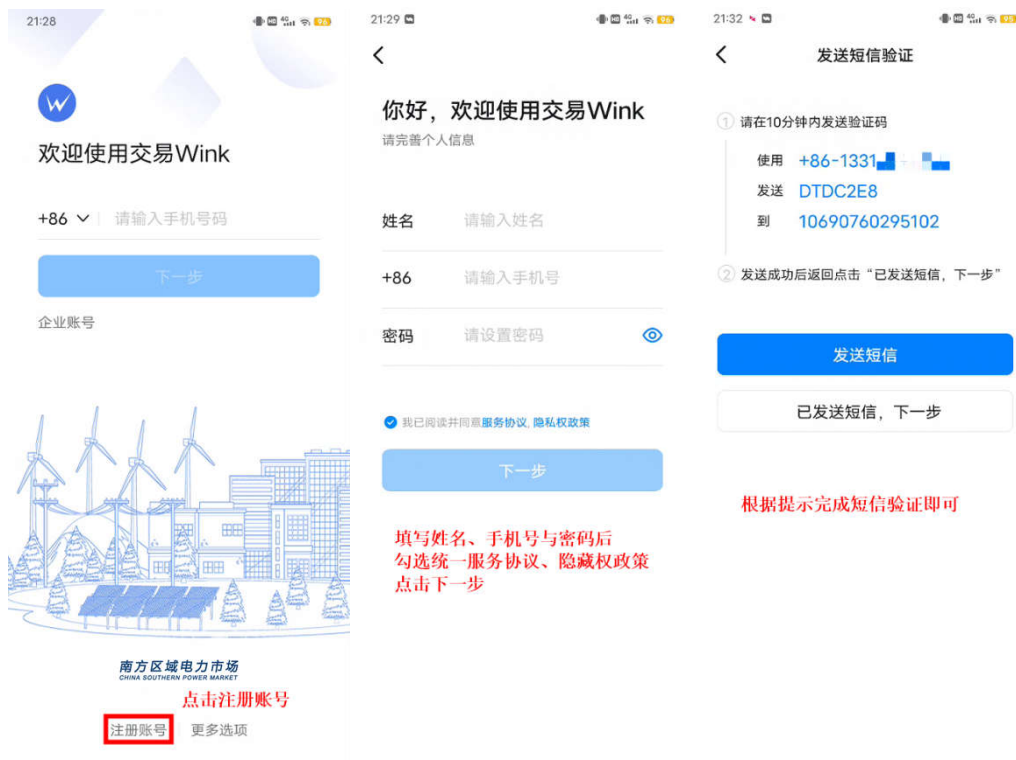 21:28
4G
96
欢迎使用交易Wink
+86
请输入手机号码
下一步
企业账号
南方区域电力市场
CHINA SOUTHERN POWER MARKET
点击注册账号
注册账号
更多选项
21:29
4G
96
你好，欢迎使用交易Wink
请完善个人信息
姓名 请输入姓名
+86 请输入手机号
密码 请设置密码
我已阅读并同意服务协议, 隐私权政策
下一步
填写姓名、手机号与密码后
勾选统一服务协议、隐藏权政策
点击下一步
21:32
4G
95
发送短信验证
1 请在10分钟内发送验证码
使用 +86-1331
发送 DTDC2E8
到 10690760295102
2 发送成功后返回点击“已发送短信，下一步”
发送短信
已发送短信，下一步
根据提示完成短信验证即可